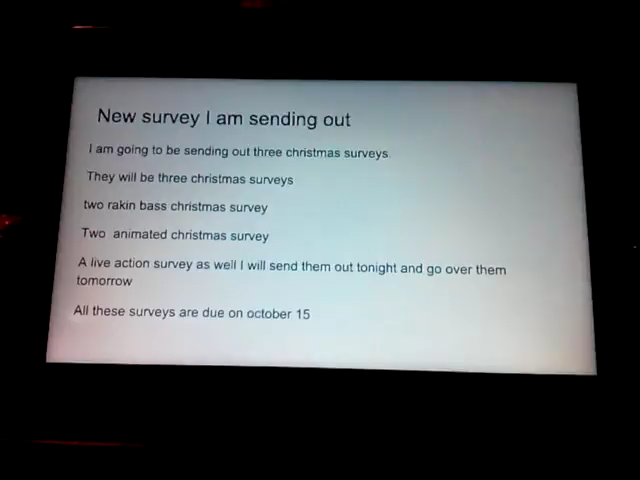 New survey I am sending out
I am going to be sending out three christmas surveys
They will be three christmas surveys
two rakin bass christmas survey
Two  animated christmas survey
A live action survey as well I will send them out tonight and go over them
tomorrow
All these surveys are due on october 15